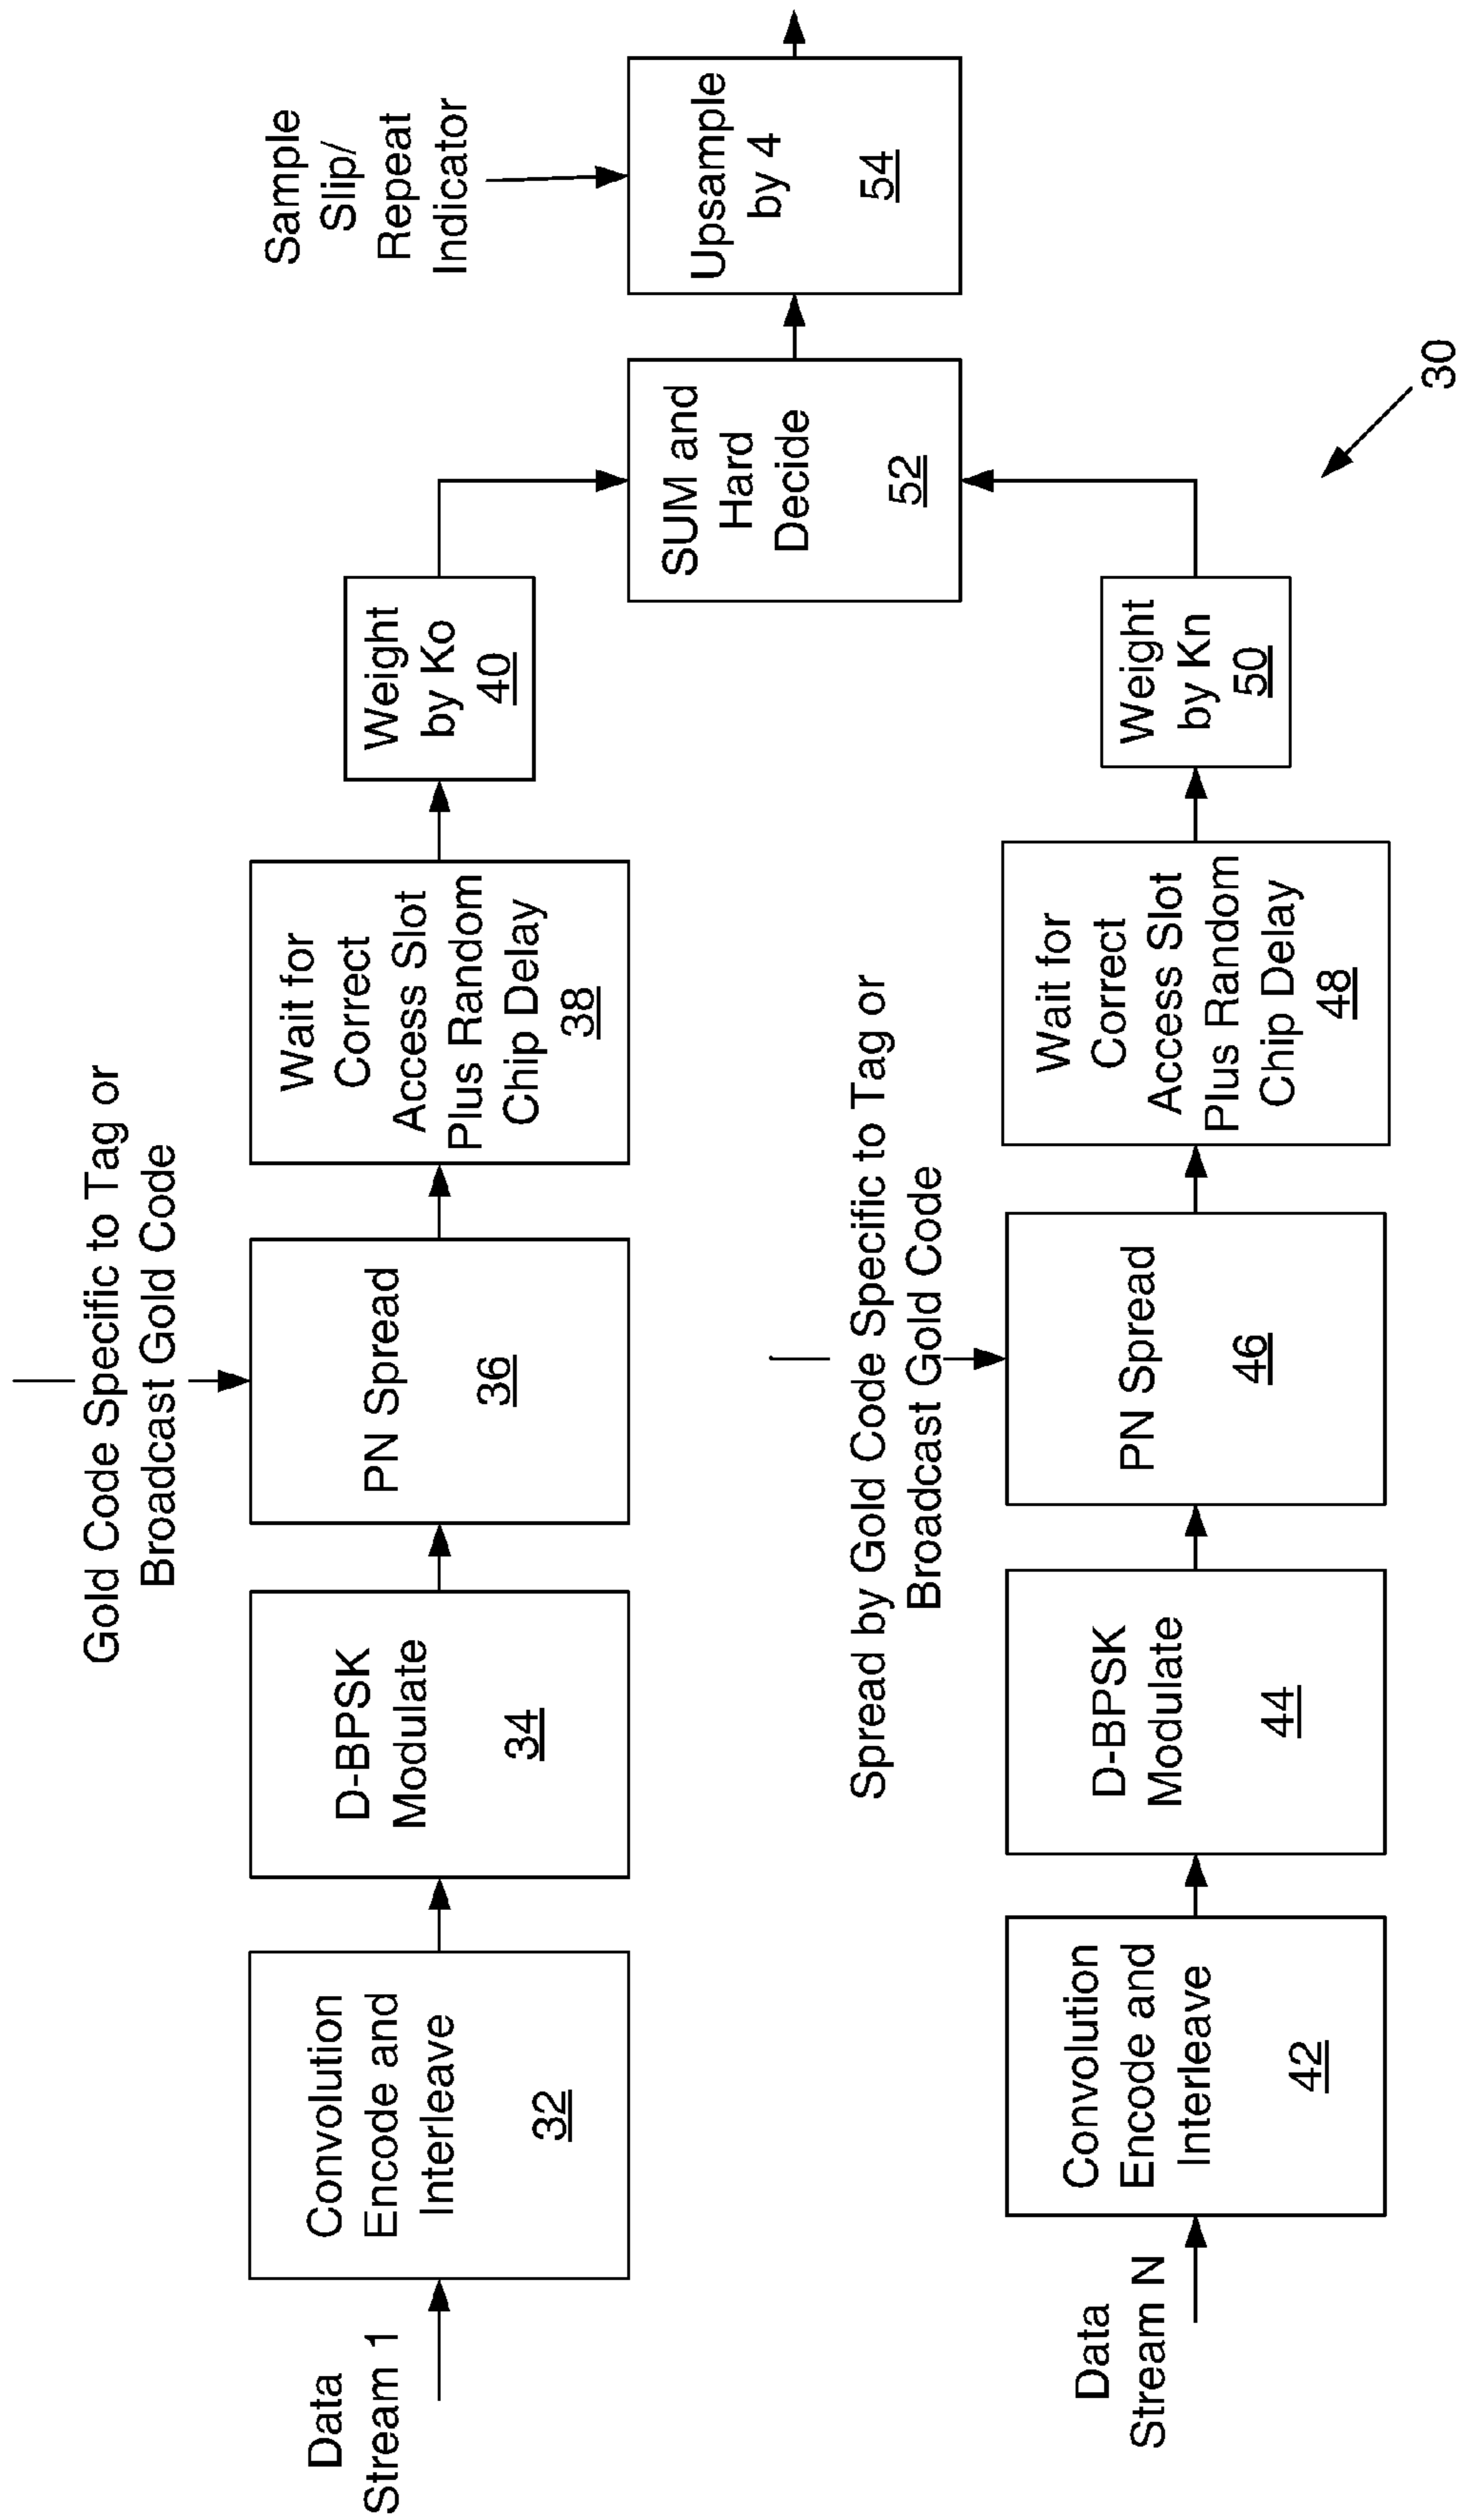 Data
Stream 1
Convolution
Encode and
Interleave
32
D-BPSK
Modulate
34
Gold Code Specific to Tag or
Broadcast Gold Code
PN Spread
36
Wait for
Correct
Access Slot
Plus Random
Chip Delay
38
Weight
by Ko
40
SUM and
Hard
Decide
52
Sample
Slip/
Repeat
Indicator
Upsample
by 4
54
Data
Stream N
Convolution
Encode and
Interleave
42
D-BPSK
Modulate
44
Spread by Gold Code Specific to Tag or
Broadcast Gold Code
PN Spread
46
Wait for
Correct
Access Slot
Plus Random
Chip Delay
48
Weight
by Kn
50
30